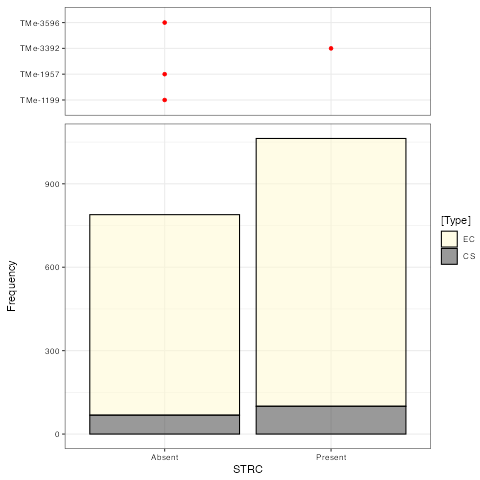 TMe-3596
TMe-3392
TMe-1957
TMe-1199
900
600
300
0
Frequency
Absent
Present
STRC
[Type]
EC
CS